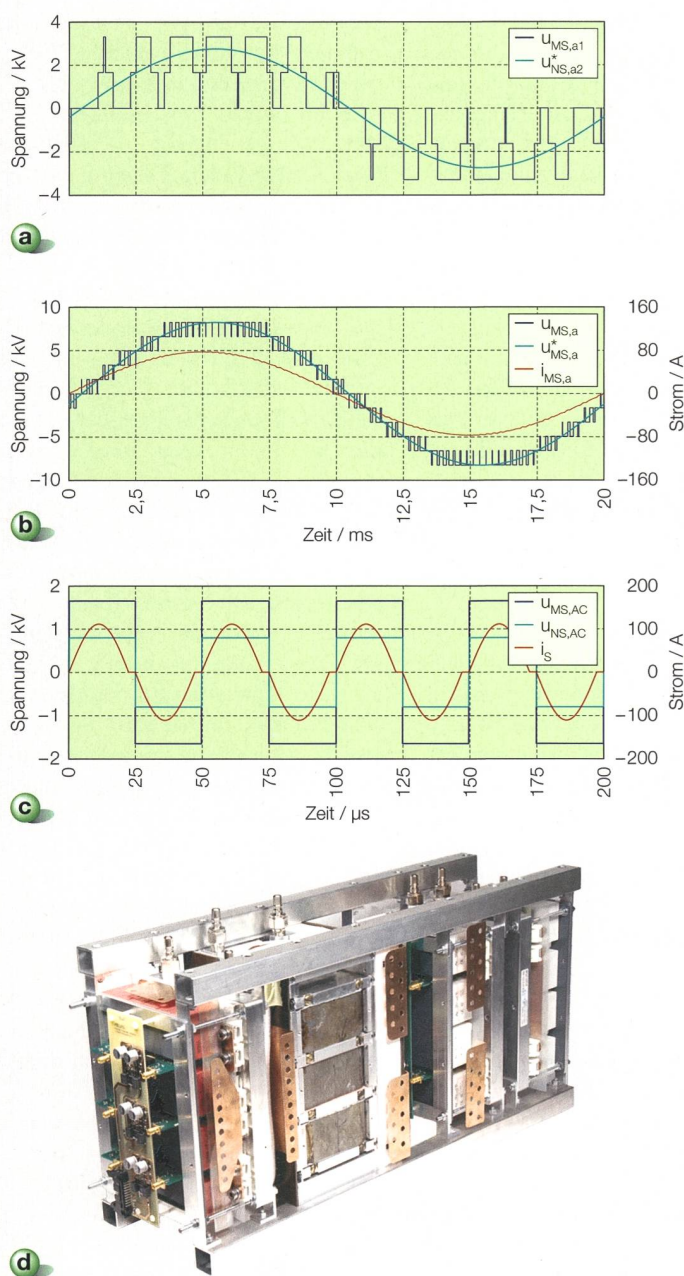 Spannung / kV
4
2
0
−2
−4
u_MS,a1
u*_NS,a2
a
Spannung / kV
10
5
0
−5
−10
u_MS,a
u*_MS,a
i_MS,a
160
80
0
−80
−160
Strom / A
0
2,5
5
7,5
10
12,5
15
17,5
20
Zeit / ms
b
Spannung / kV
2
1
0
−1
−2
u_MS,AC
u_NS,AC
i_S
200
100
0
−100
−200
Strom / A
0
25
50
75
100
125
150
175
200
Zeit / µs
c
d